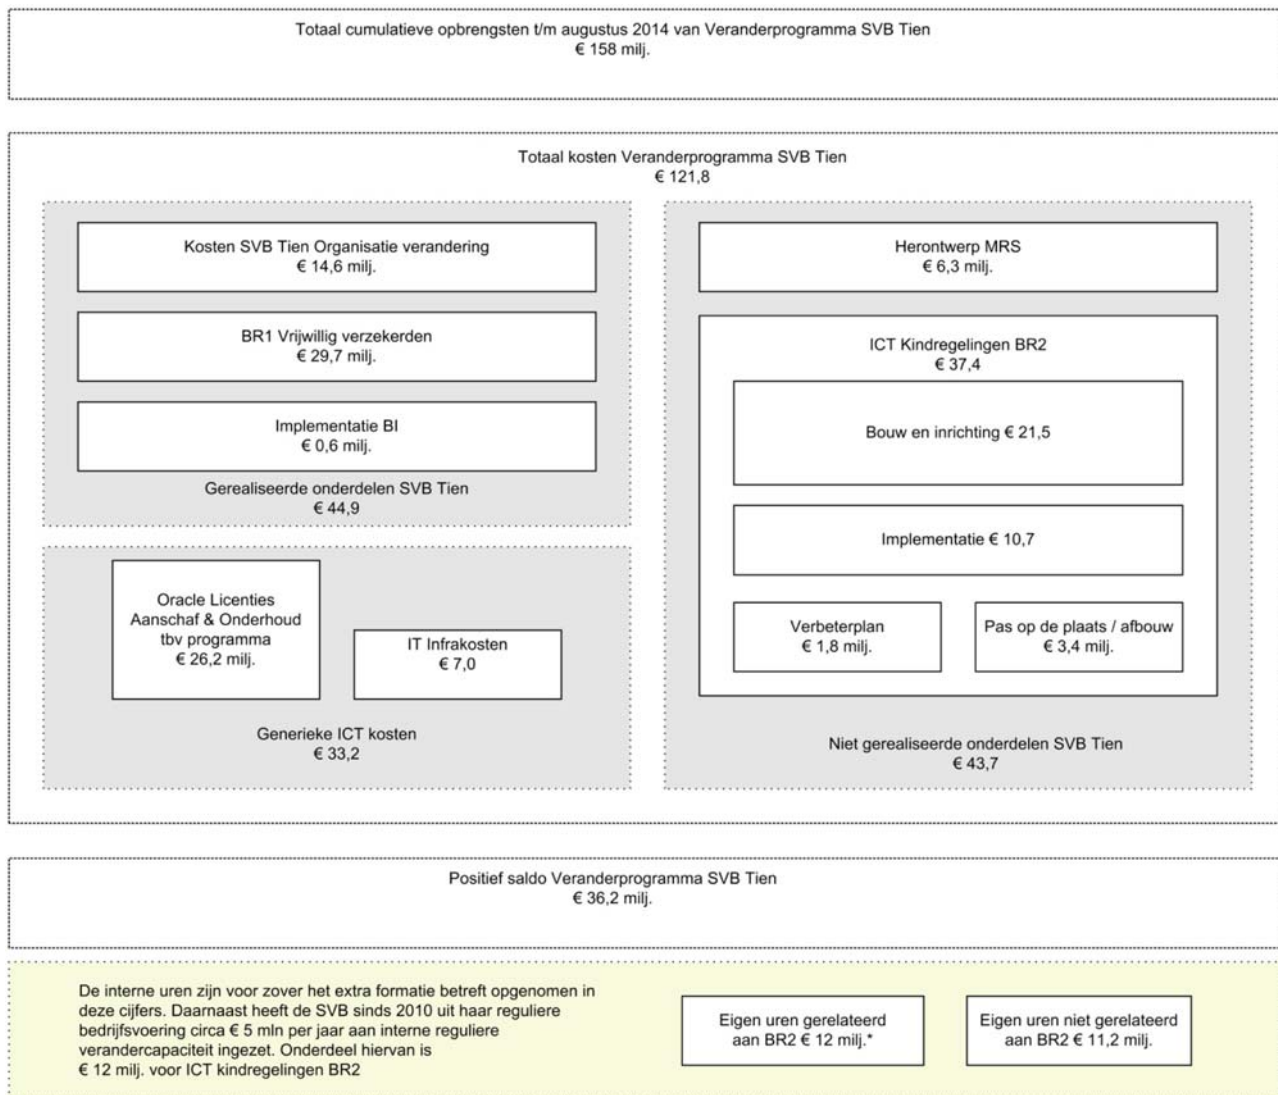 Totaal cumulatieve opbrengsten t/m augustus 2014 van Veranderprogramma SVB Tien
€ 158 milj.
Totaal kosten Veranderprogramma SVB Tien
€ 121,8
Kosten SVB Tien Organisatie verandering
€ 14,6 milj.
BR1 Vrijwillig verzekerden
€ 29,7 milj.
Implementatie BI
€ 0,6 milj.
Gerealiseerde onderdelen SVB Tien
€ 44,9
Oracle Licenties
Aanschaf & Onderhoud
tbv programma
€ 26,2 milj.
IT Infrakosten
€ 7,0
Generieke ICT kosten
€ 33,2
Herontwerp MRS
€ 6,3 milj.
ICT Kindregelingen BR2
€ 37,4
Bouw en inrichting € 21,5
Implementatie € 10,7
Verbeterplan
€ 1,8 milj.
Pas op de plaats / afbouw
€ 3,4 milj.
Niet gerealiseerde onderdelen SVB Tien
€ 43,7
Positief saldo Veranderprogramma SVB Tien
€ 36,2 milj.
De interne uren zijn voor zover het extra formatie betreft opgenomen in
deze cijfers. Daarnaast heeft de SVB sinds 2010 uit haar reguliere
bedrijfsvoering circa € 5 mln per jaar aan interne reguliere
verandercapaciteit ingezet. Onderdeel hiervan is
€ 12 milj. voor ICT kindregelingen BR2
Eigen uren gerelateerd
aan BR2 € 12 milj.*
Eigen uren niet gerelateerd
aan BR2 € 11,2 milj.